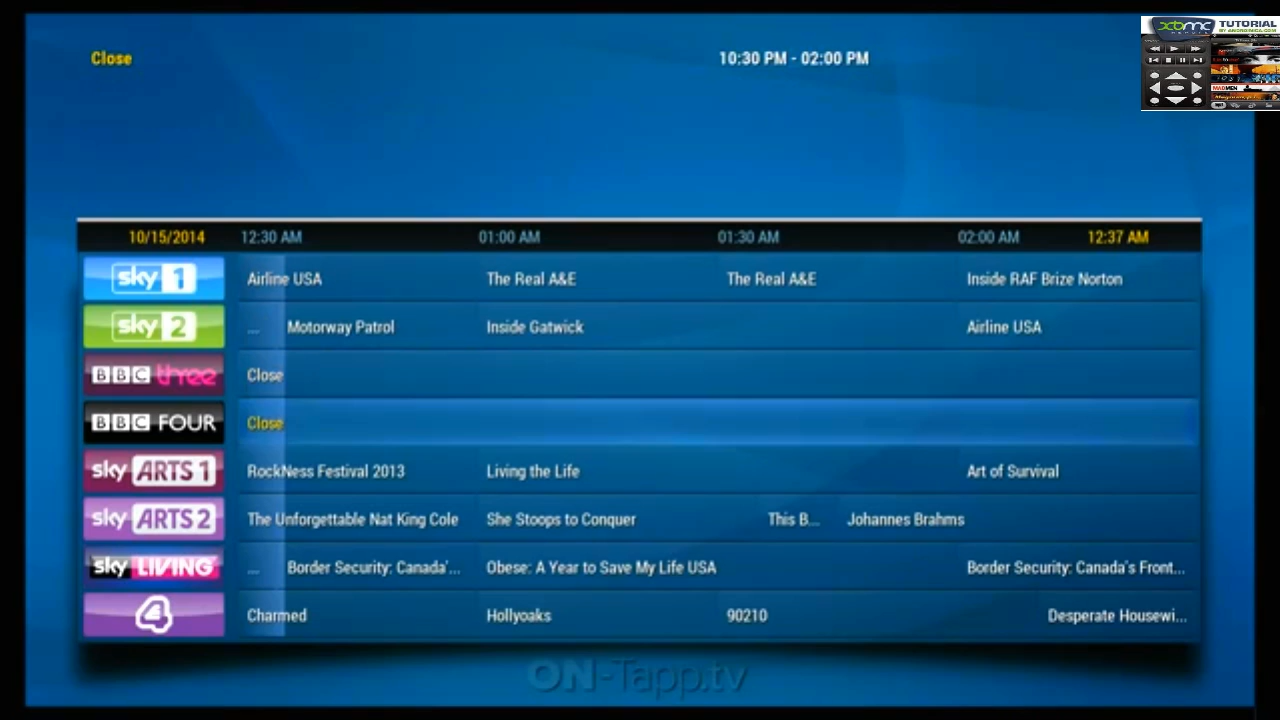 Close
10:30 PM - 02:00 PM
xbmc TUTORIAL
10/15/2014 12:30 AM 01:00 AM 01:30 AM 02:00 AM 12:37 AM
sky 1 Airline USA The Real A&E The Real A&E Inside RAF Brize Norton
sky 2 ... Motorway Patrol Inside Gatwick Airline USA
BBC three Close
BBC FOUR Close
sky ARTS 1 RockNess Festival 2013 Living the Life Art of Survival
sky ARTS 2 The Unforgettable Nat King Cole She Stoops to Conquer This B... Johannes Brahms
sky LIVING ... Border Security: Canada'... Obese: A Year to Save My Life USA Border Security: Canada's Front...
4 Charmed Hollyoaks 90210 Desperate Housewi...
ON-Tapp.tv